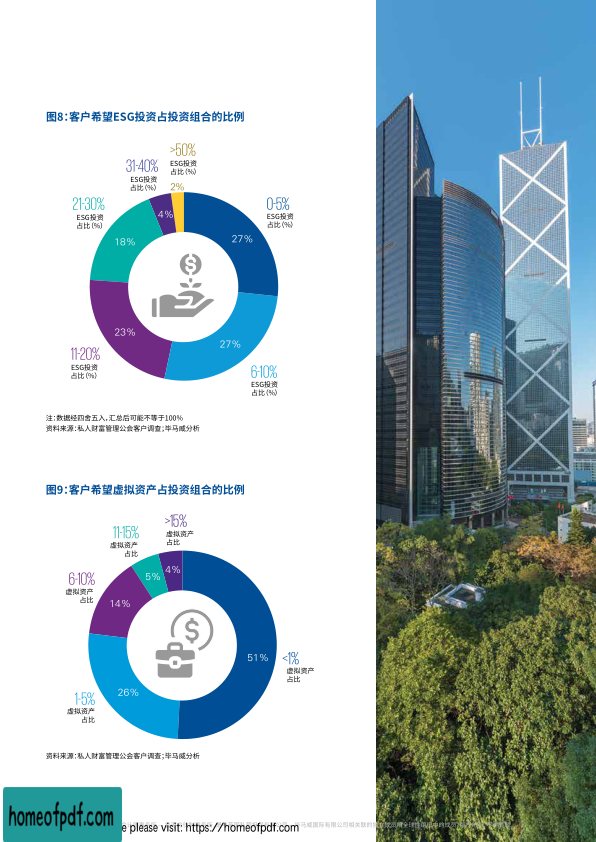 图8：客户希望ESG投资占投资组合的比例
>50%
ESG投资
占比（%）
2%
31-40%
ESG投资
占比（%）
4%
21-30%
ESG投资
占比（%）
18%
0-5%
ESG投资
占比（%）
27%
11-20%
ESG投资
占比（%）
23%
6-10%
ESG投资
占比（%）
27%
注：数据经四舍五入，汇总后可能不等于100%
资料来源：私人财富管理公会客户调查；毕马威分析
图9：客户希望虚拟资产占投资组合的比例
>15%
虚拟资产
占比
4%
11-15%
虚拟资产
占比
5%
6-10%
虚拟资产
占比
14%
<1%
虚拟资产
占比
51%
1-5%
虚拟资产
占比
26%
资料来源：私人财富管理公会客户调查；毕马威分析
homeofpdf.com
e please visit: https://homeofpdf.com